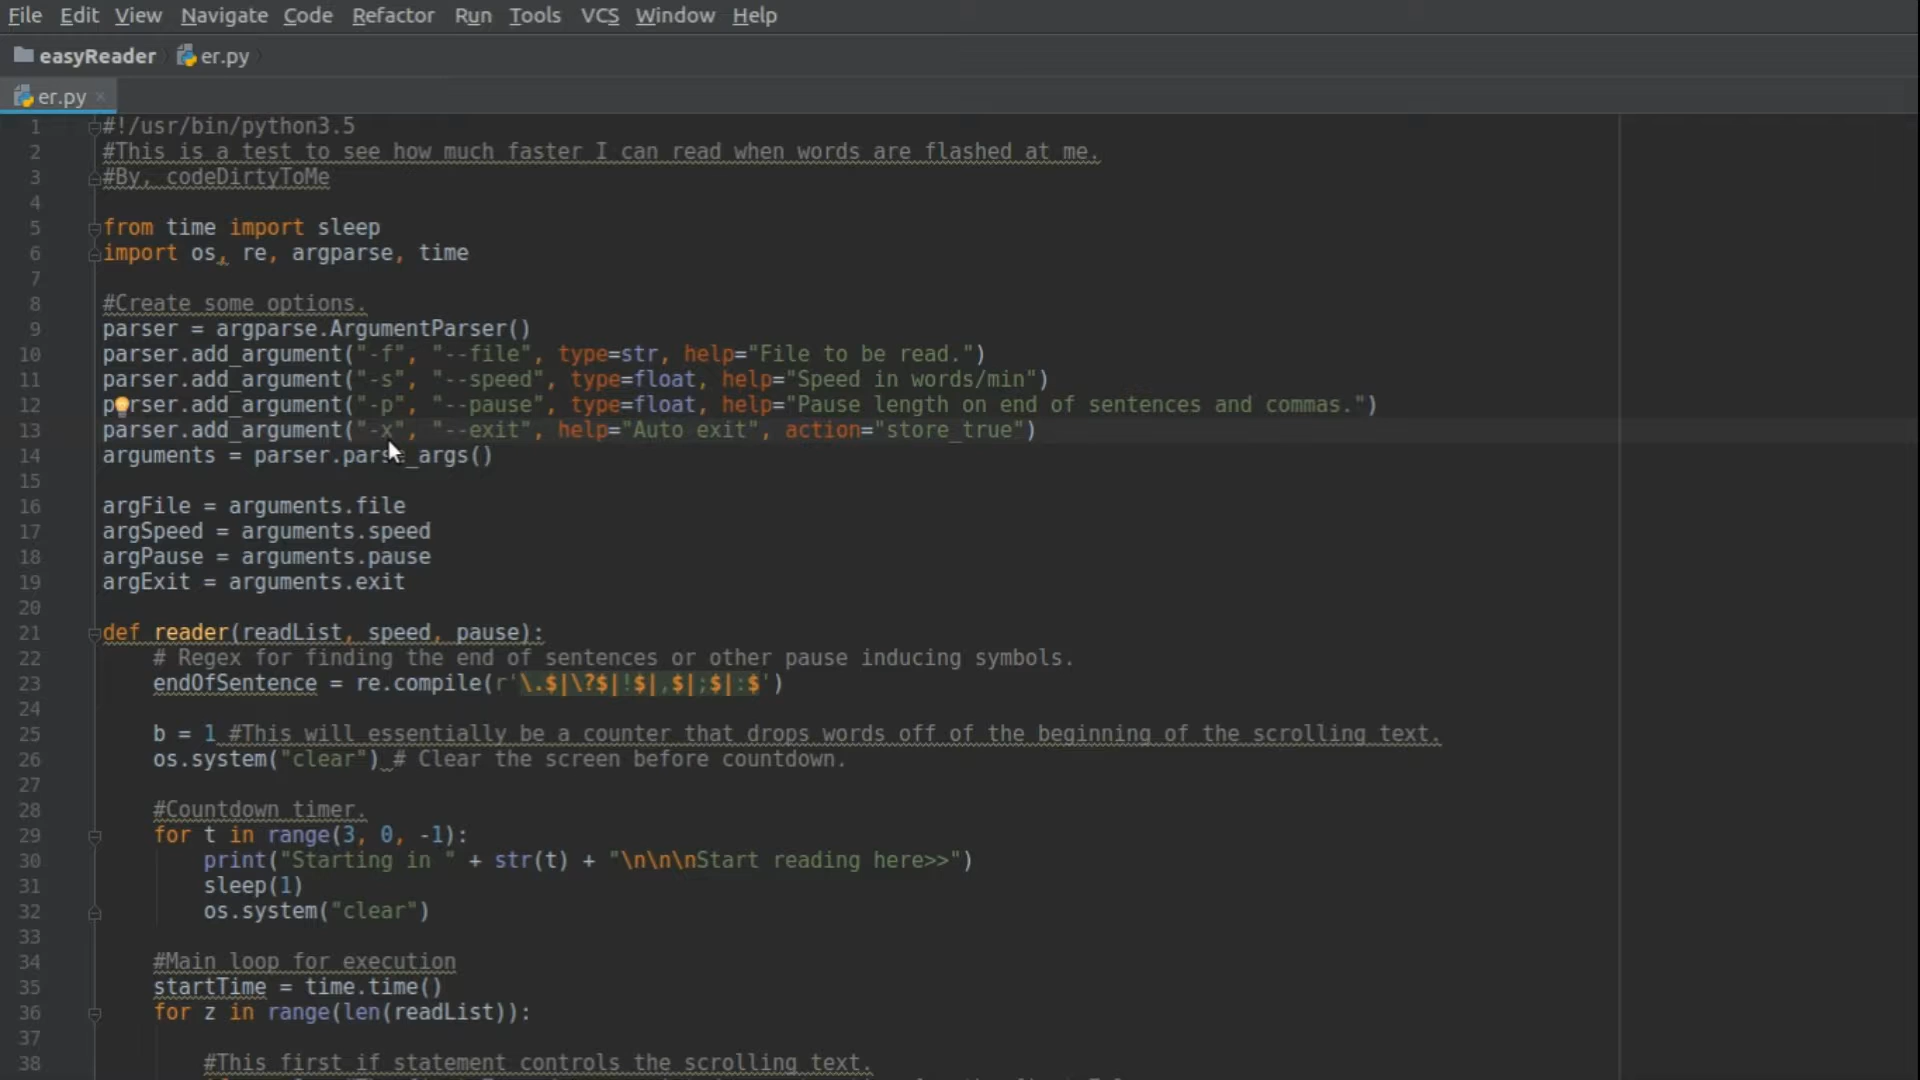 File Edit View Navigate Code Refactor Run Tools VCS Window Help
easyReader er.py
er.py
1 #!/usr/bin/python3.5
2 #This is a test to see how much faster I can read when words are flashed at me.
3 #By, codeDirtyToMe
4
5 from time import sleep
6 import os, re, argparse, time
7
8 #Create some options.
9 parser = argparse.ArgumentParser()
10 parser.add_argument("-f", "--file", type=str, help="File to be read.")
11 parser.add_argument("-s", "--speed", type=float, help="Speed in words/min")
12 parser.add_argument("-p", "--pause", type=float, help="Pause length on end of sentences and commas.")
13 parser.add_argument("-x", "--exit", help="Auto exit", action="store_true")
14 arguments = parser.parse_args()
15
16 argFile = arguments.file
17 argSpeed = arguments.speed
18 argPause = arguments.pause
19 argExit = arguments.exit
20
21 def reader(readList, speed, pause):
22 # Regex for finding the end of sentences or other pause inducing symbols.
23 endOfSentence = re.compile(r'\.$|\?$|!$|,$|;$|:$')
24
25 b = 1 #This will essentially be a counter that drops words off of the beginning of the scrolling text.
26 os.system("clear") # Clear the screen before countdown.
27
28 #Countdown timer.
29 for t in range(3, 0, -1):
30 print("Starting in " + str(t) + "\n\n\nStart reading here>>")
31 sleep(1)
32 os.system("clear")
33
34 #Main loop for execution
35 startTime = time.time()
36 for z in range(len(readList)):
37
38 #This first if statement controls the scrolling text.